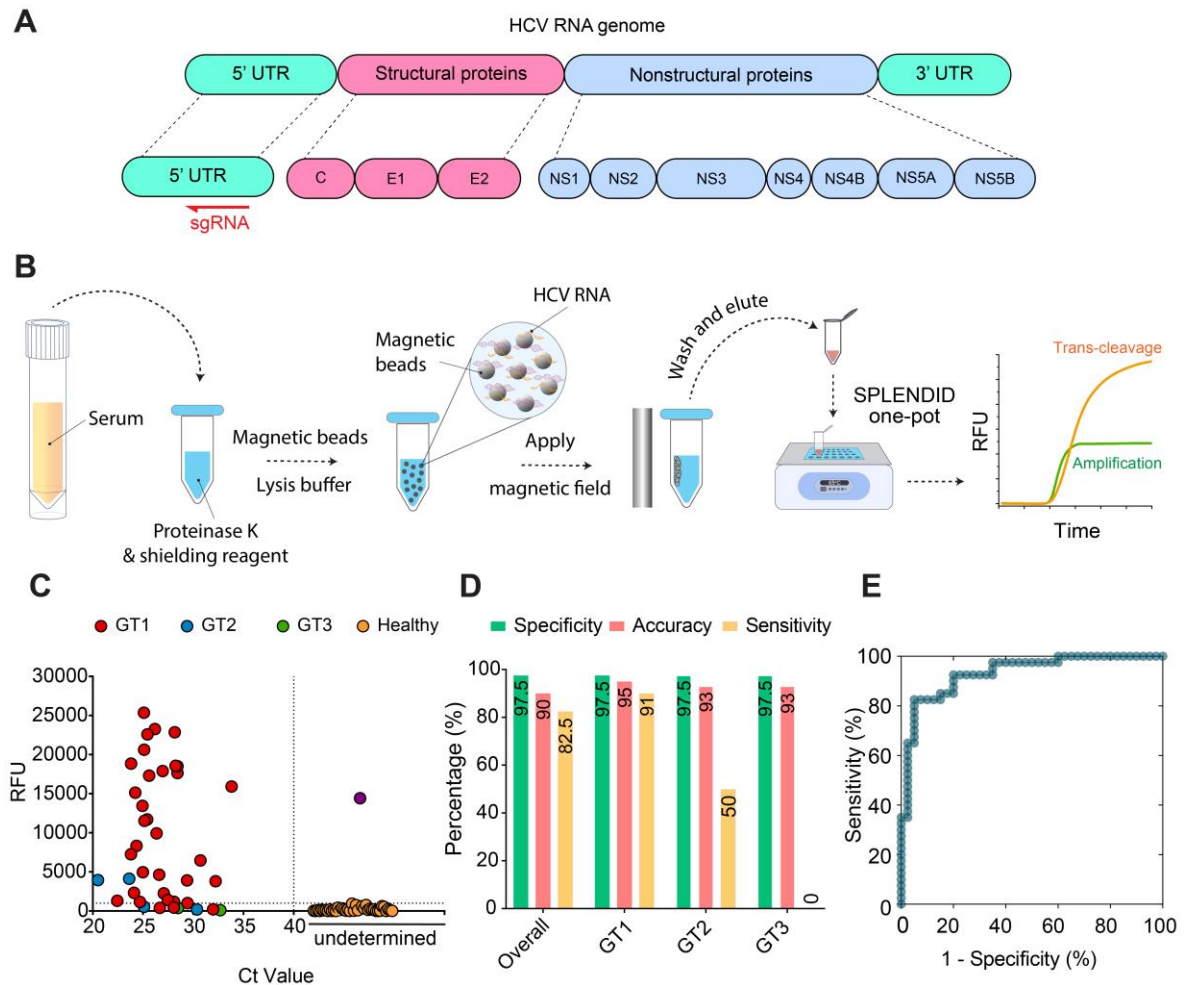 A
HCV RNA genome
5' UTR
Structural proteins
Nonstructural proteins
3' UTR
5' UTR
C
E1
E2
NS1
NS2
NS3
NS4
NS4B
NS5A
NS5B
sgRNA
B
Serum
Proteinase K
& shielding reagent
Magnetic beads
Lysis buffer
Magnetic
beads
HCV RNA
Apply
magnetic field
Wash and elute
SPLENDID
one-pot
RFU
Trans-cleavage
Amplification
Time
C
GT1
GT2
GT3
Healthy
RFU
30000
25000
20000
15000
10000
5000
0
20
25
30
35
40
undetermined
Ct Value
D
Specificity
Accuracy
Sensitivity
Percentage (%)
100
80
60
40
20
0
97.5
90
82.5
97.5
95
91
97.5
93
50
97.5
93
0
Overall
GT1
GT2
GT3
E
Sensitivity (%)
100
80
60
40
20
0
0
20
40
60
80
100
1 - Specificity (%)